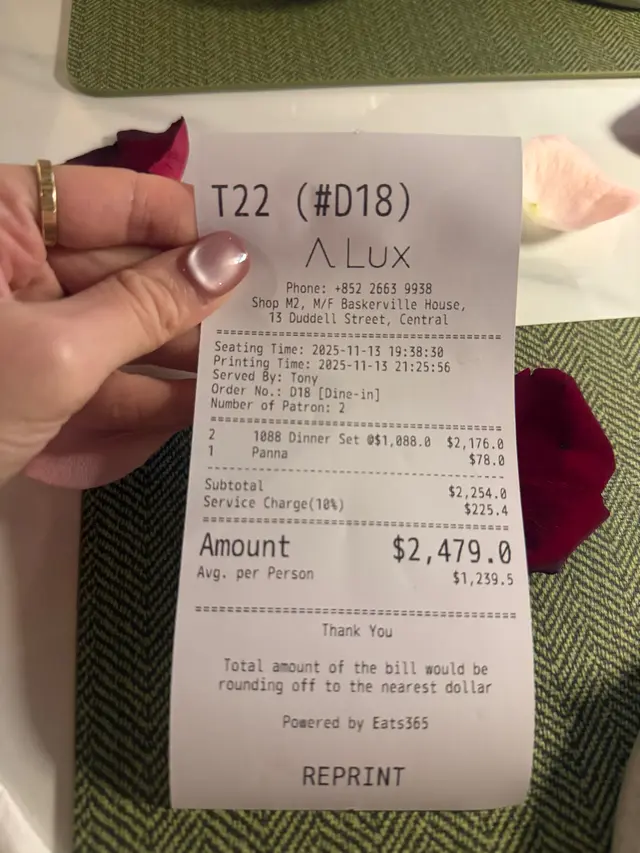 T22 (#D18)
Λ LUX
Phone: +852 2663 9938
Shop M2, M/F Baskerville House,
13 Duddell Street, Central
Seating Time: 2025-11-13 19:38:30
Printing Time: 2025-11-13 21:25:56
Served By: Tony
Order No.: D18 [Dine-in]
Number of Patron: 2
2 1088 Dinner Set @$1,088.0 $2,176.0
1 Panna $78.0
Subtotal $2,254.0
Service Charge(10%) $225.4
Amount $2,479.0
Avg. per Person $1,239.5
Thank You
Total amount of the bill would be
rounding off to the nearest dollar
Powered by Eats365
REPRINT